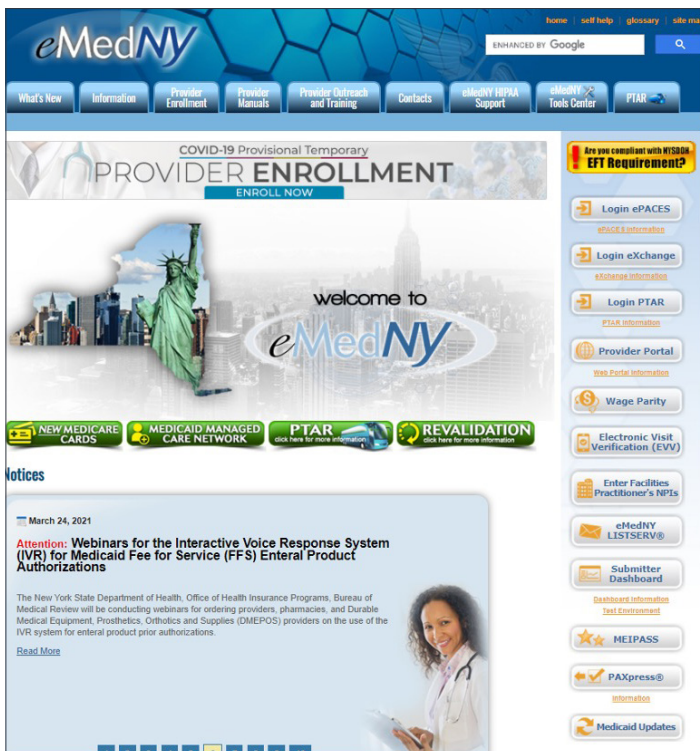 home | self help | glossary | site ma
eMedNY
ENHANCED BY Google
What's New
Information
Provider
Enrollment
Provider
Manuals
Provider Outreach
and Training
Contacts
eMedNY HIPAA
Support
eMedNY
Tools Center
PTAR
COVID-19 Provisional Temporary
PROVIDER ENROLLMENT
ENROLL NOW
welcome to
eMedNY
NEW MEDICARE
CARDS
MEDICAID MANAGED
CARE NETWORK
PTAR
click here for more information
REVALIDATION
click here for more information
Notices
March 24, 2021
Attention: Webinars for the Interactive Voice Response System
(IVR) for Medicaid Fee for Service (FFS) Enteral Product
Authorizations
The New York State Department of Health, Office of Health Insurance Programs, Bureau of
Medical Review will be conducting webinars for ordering providers, pharmacies, and Durable
Medical Equipment, Prosthetics, Orthotics and Supplies (DMEPOS) providers on the use of the
IVR system for enteral product prior authorizations.
Read More
Are you compliant with NYSDOH
EFT Requirement?
Login ePACES
ePACES Information
Login eXchange
eXchange Information
Login PTAR
PTAR Information
Provider Portal
Web Portal Information
Wage Parity
Electronic Visit
Verification (EVV)
Enter Facilities
Practitioner's NPIs
eMedNY
LISTSERV®
Submitter
Dashboard
Dashboard Information
Test Environment
MEIPASS
PAXpress®
Information
Medicaid Updates